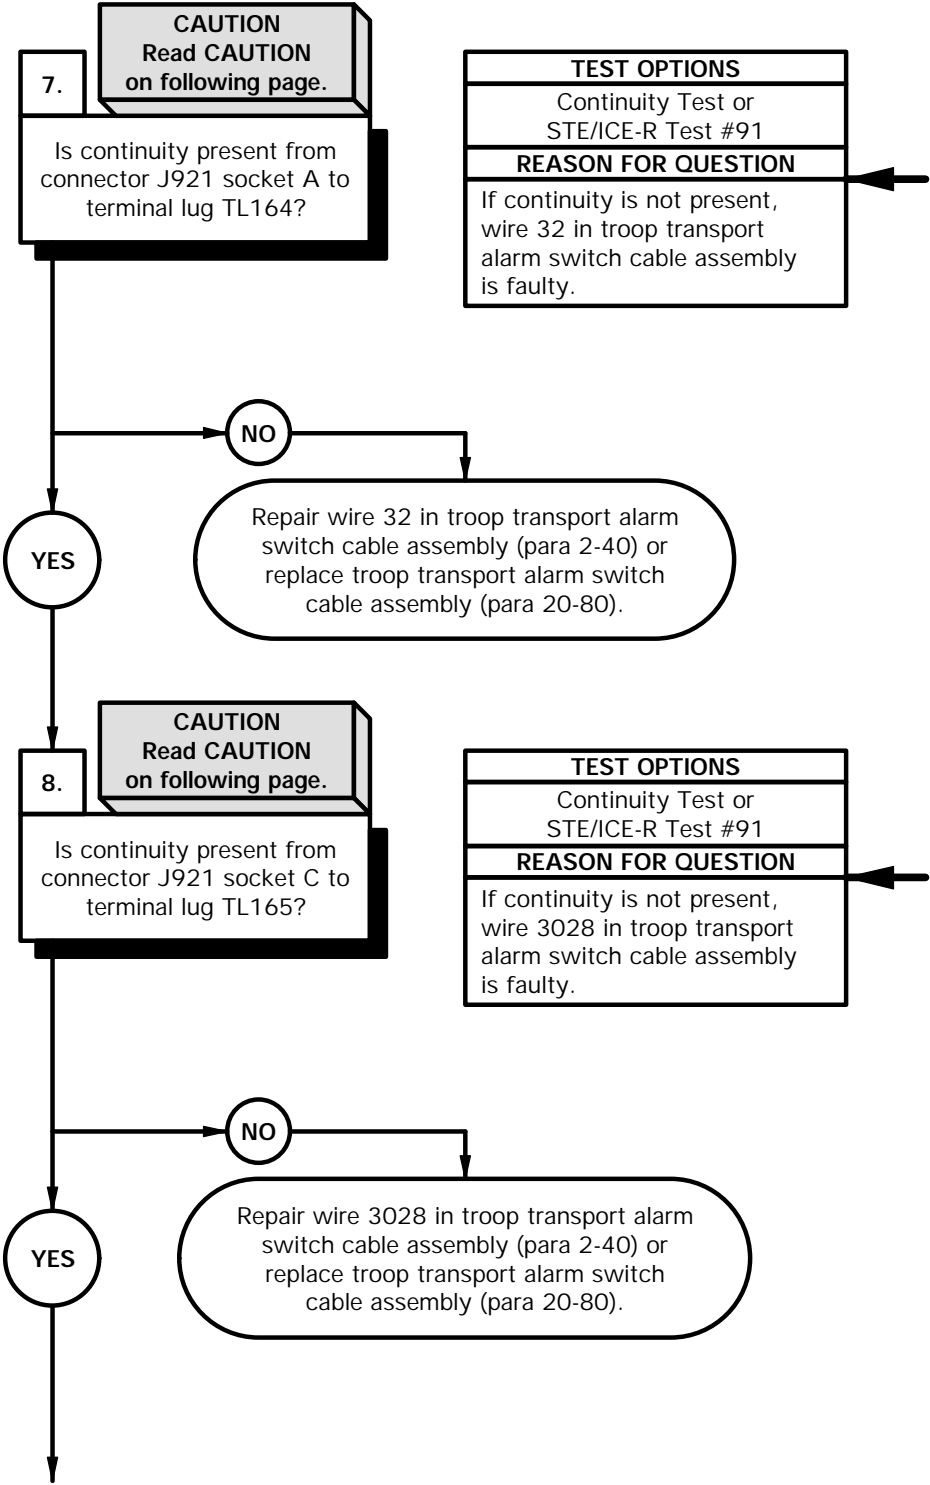 CAUTION
Read CAUTION
on following page.
7.
Is continuity present from
connector J921 socket A to
terminal lug TL164?
TEST OPTIONS
Continuity Test or
STE/ICE-R Test #91
REASON FOR QUESTION
If continuity is not present,
wire 32 in troop transport
alarm switch cable assembly
is faulty.
NO
Repair wire 32 in troop transport alarm
switch cable assembly (para 2-40) or
replace troop transport alarm switch
cable assembly (para 20-80).
YES
CAUTION
Read CAUTION
on following page.
8.
Is continuity present from
connector J921 socket C to
terminal lug TL165?
TEST OPTIONS
Continuity Test or
STE/ICE-R Test #91
REASON FOR QUESTION
If continuity is not present,
wire 3028 in troop transport
alarm switch cable assembly
is faulty.
NO
Repair wire 3028 in troop transport alarm
switch cable assembly (para 2-40) or
replace troop transport alarm switch
cable assembly (para 20-80).
YES